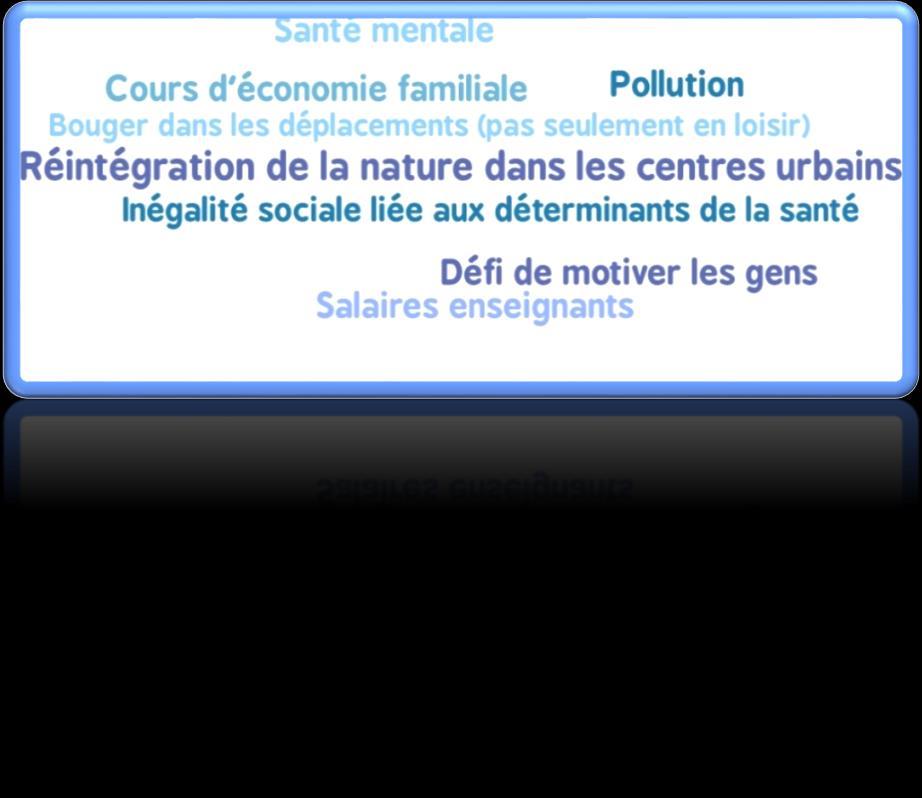 Santé mentale
Cours d'économie familiale
Pollution
Bouger dans les déplacements (pas seulement en loisir)
Réintégration de la nature dans les centres urbains
Inégalité sociale liée aux déterminants de la santé
Défi de motiver les gens
Salaires enseignants